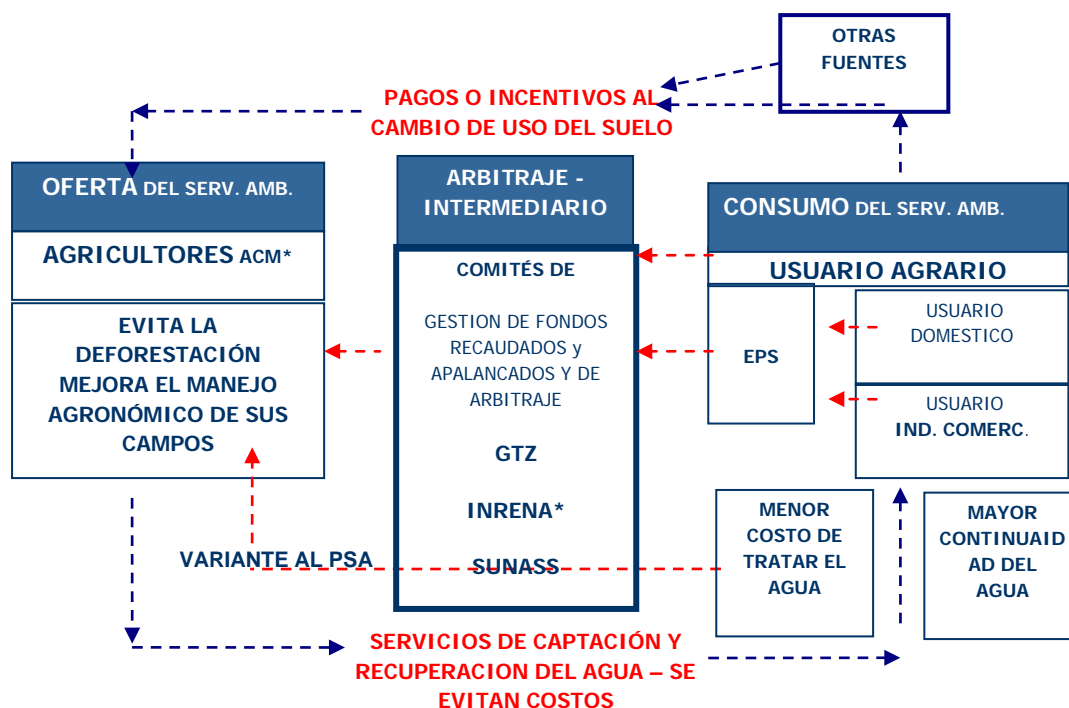 OTRAS
FUENTES
PAGOS O INCENTIVOS AL
CAMBIO DE USO DEL SUELO
OFERTA DEL SERV. AMB.
AGRICULTORES ACM*
EVITA LA
DEFORESTACIÓN
MEJORA EL MANEJO
AGRONÓMICO DE SUS
CAMPOS
ARBITRAJE -
INTERMEDIARIO
COMITÉS DE
GESTION DE FONDOS
RECAUDADOS y
APALANCADOS Y DE
ARBITRAJE
GTZ
INRENA*
SUNASS
CONSUMO DEL SERV. AMB.
USUARIO AGRARIO
EPS
USUARIO
DOMESTICO
USUARIO
IND. COMERC.
MENOR
COSTO DE
TRATAR EL
AGUA
MAYOR
CONTINUAID
AD DEL
AGUA
VARIANTE AL PSA
SERVICIOS DE CAPTACIÓN Y
RECUPERACION DEL AGUA – SE
EVITAN COSTOS